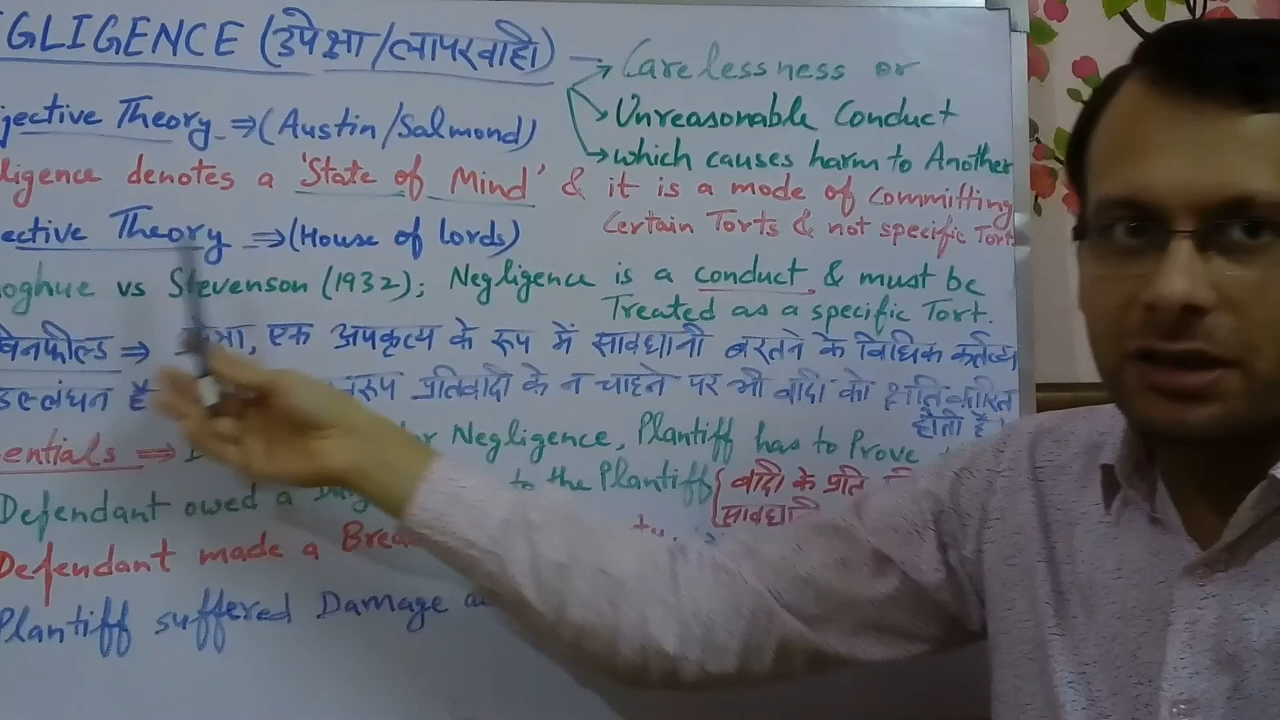 GLIGENCE (उपेक्षा/लापरवाही) → Carelessness or
→ Unreasonable Conduct
→ which causes harm to Another
jective Theory ⇒ (Austin/Salmond)
ligence denotes a 'State of Mind' & it is a mode of committing
Certain Torts & not specific Tort
ective Theory ⇒ (House of lords)
oghue vs Stevenson (1932); Negligence is a conduct & must be
Treated as a specific Tort.
विनफील्ड ⇒ एक अपकृत्य के रूप में सावधानी बरतने के विधिक कर्तव्य
उल्लंघन है प्रतिवादी के न चाहने पर भी वादी को क्षति कारित
होती है।
entials ⇒ Negligence, Plantiff has to Prove
Defendant owed a to the Plantiff { वादी के प्रति
Defendant made a
Plantiff suffered Damage